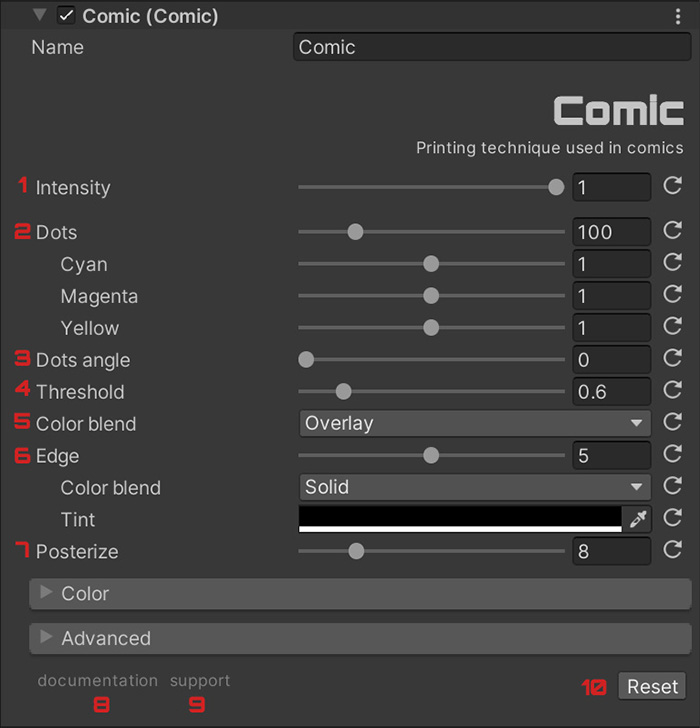 Comic (Comic)
Name Comic
Comic
Printing technique used in comics
1 Intensity 1
2 Dots 100
Cyan 1
Magenta 1
Yellow 1
3 Dots angle 0
4 Threshold 0.6
5 Color blend Overlay
6 Edge 5
Color blend Solid
Tint
7 Posterize 8
Color
Advanced
documentation support
8 9 10 Reset